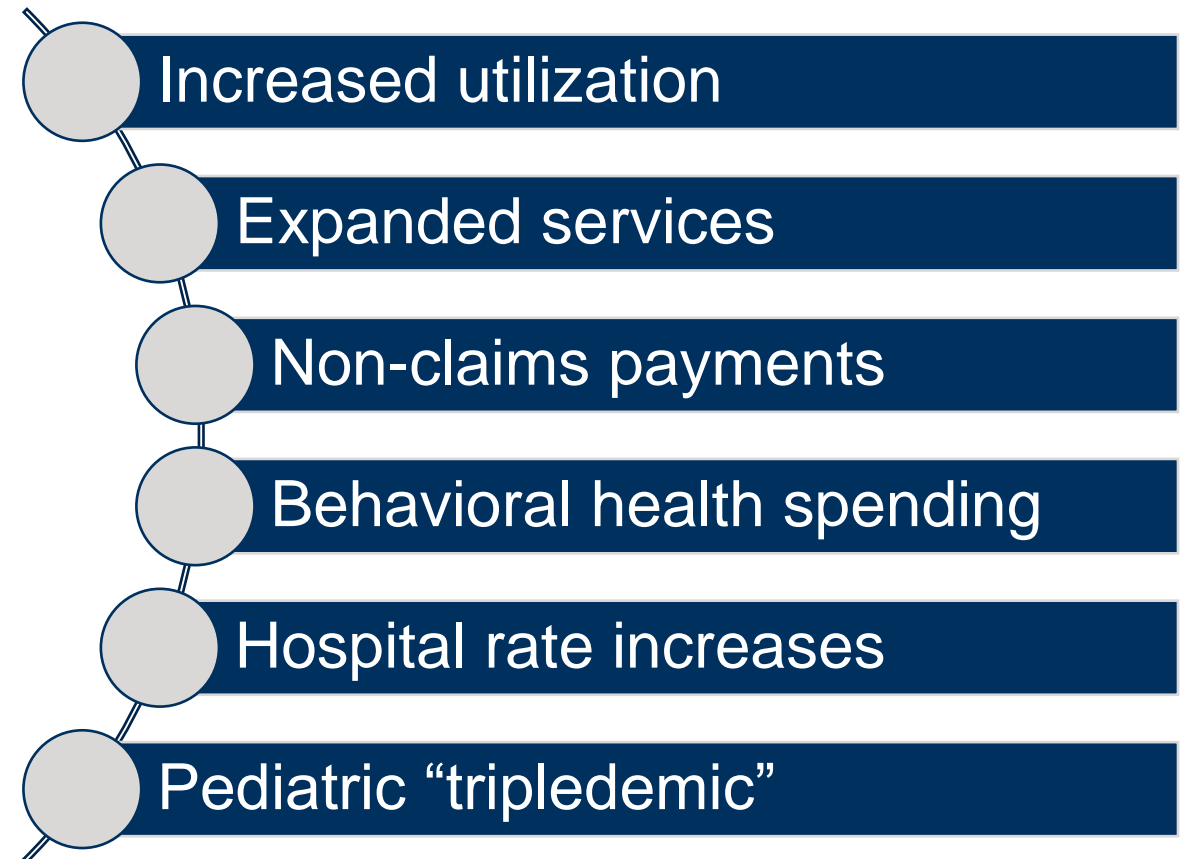 Increased utilization
Expanded services
Non-claims payments
Behavioral health spending
Hospital rate increases
Pediatric “tripledemic”